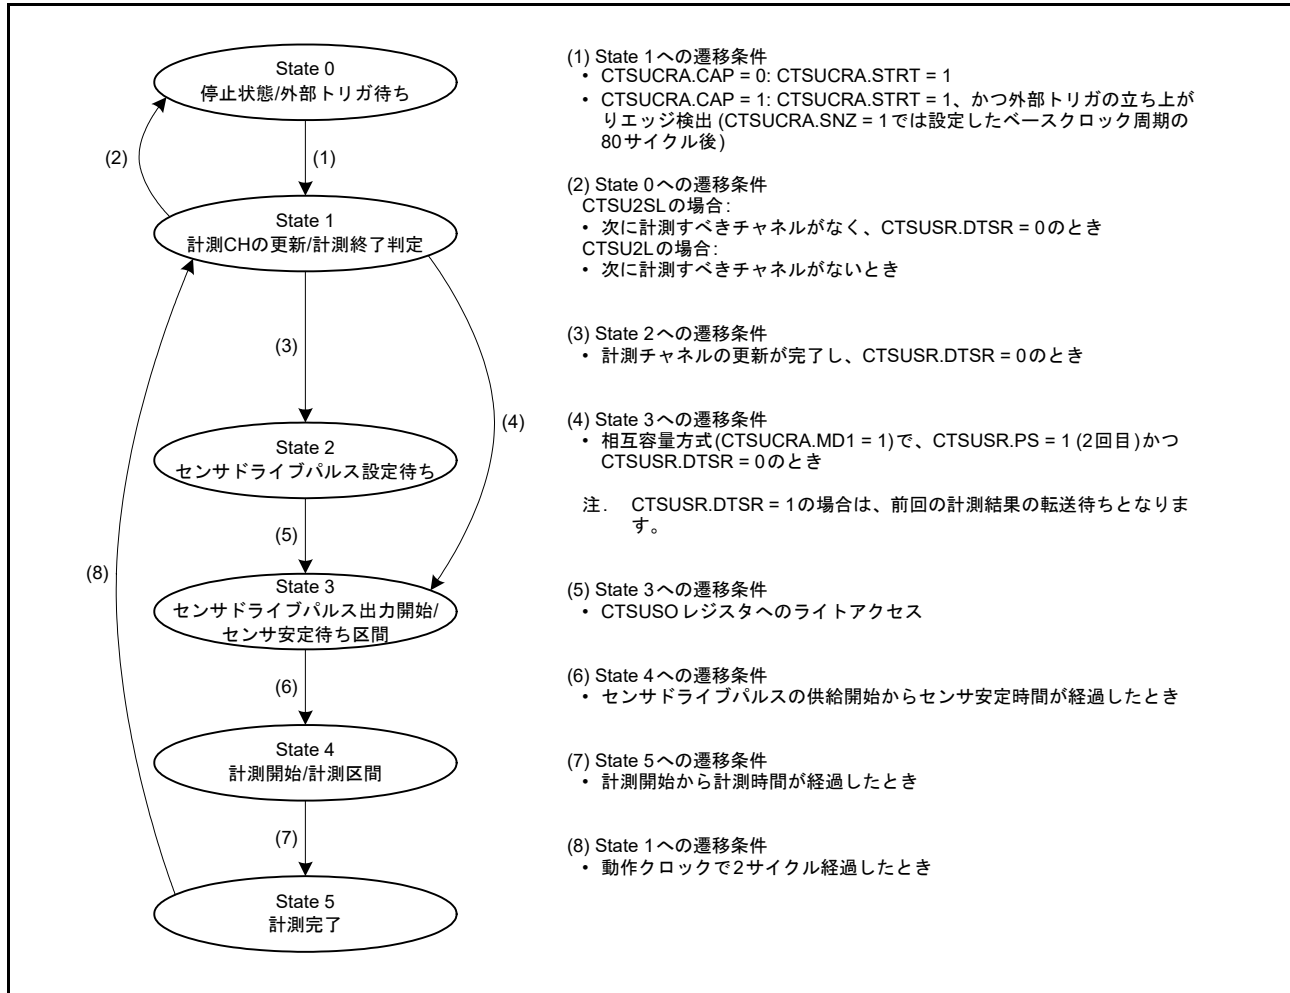 State 0
停止状態/外部トリガ待ち
(2)
(1)
State 1
計測CHの更新/計測終了判定
(3)
(4)
State 2
センサドライブパルス設定待ち
(5)
(8)
State 3
センサドライブパルス出力開始/
センサ安定待ち区間
(6)
State 4
計測開始/計測区間
(7)
State 5
計測完了
(1) State 1への遷移条件
• CTSUCRA.CAP = 0: CTSUCRA.STRT = 1
• CTSUCRA.CAP = 1: CTSUCRA.STRT = 1、かつ外部トリガの立ち上が
りエッジ検出 (CTSUCRA.SNZ = 1では設定したベースクロック周期の
80サイクル後)
(2) State 0への遷移条件
CTSU2SLの場合:
• 次に計測すべきチャネルがなく、CTSUSR.DTSR = 0のとき
CTSU2Lの場合:
• 次に計測すべきチャネルがないとき
(3) State 2への遷移条件
• 計測チャネルの更新が完了し、CTSUSR.DTSR = 0のとき
(4) State 3への遷移条件
• 相互容量方式(CTSUCRA.MD1 = 1)で、CTSUSR.PS = 1 (2回目)かつ
CTSUSR.DTSR = 0のとき
注. CTSUSR.DTSR = 1の場合は、前回の計測結果の転送待ちとなりま
す。
(5) State 3への遷移条件
• CTSUSOレジスタへのライトアクセス
(6) State 4への遷移条件
• センサドライブパルスの供給開始からセンサ安定時間が経過したとき
(7) State 5への遷移条件
• 計測開始から計測時間が経過したとき
(8) State 1への遷移条件
• 動作クロックで2サイクル経過したとき